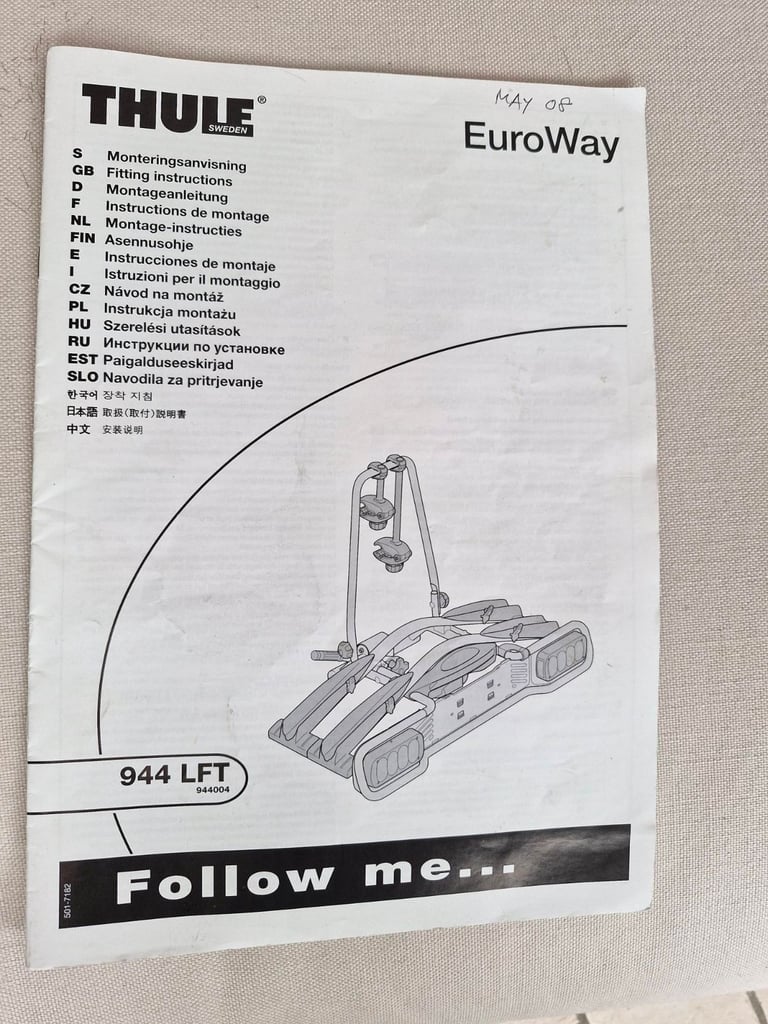 MAY 08
THULE®
SWEDEN
EuroWay
S Monteringsanvisning
GB Fitting instructions
D Montageanleitung
F Instructions de montage
NL Montage-instructies
FIN Asennusohje
E Instrucciones de montaje
I Istruzioni per il montaggio
CZ Návod na montáž
PL Instrukcja montażu
HU Szerelési utasítások
RU Инструкции по установке
EST Paigalduseeskirjad
SLO Navodila za pritrjevanje
한국어 장착 지침
日本語 取扱(取付)説明書
中文 安装说明
944 LFT
944004
Follow me...
501-7182